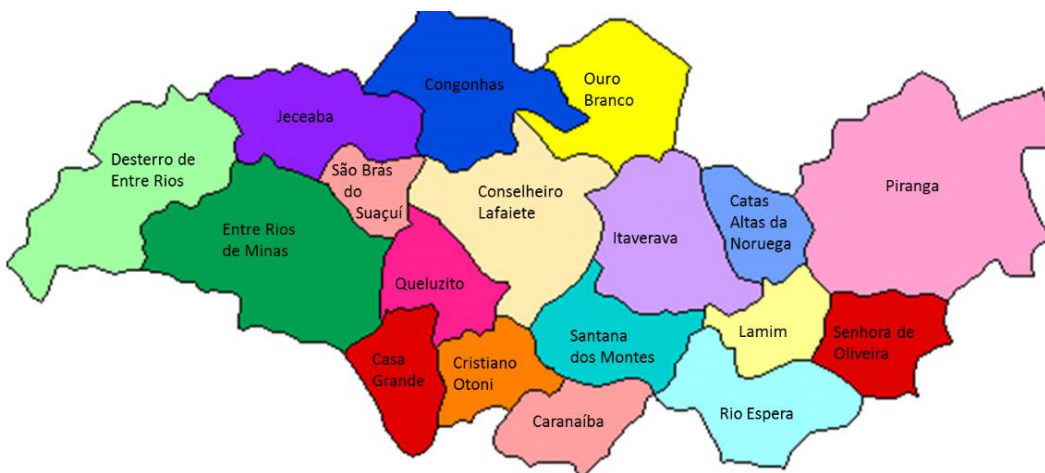 Congonhas
Ouro
Branco
Jeceaba
Desterro de
Entre Rios
São Brás
do
Suaçuí
Conselheiro
Lafaiete
Piranga
Catas
Altas da
Noruega
Entre Rios
de Minas
Itaverava
Queluzito
Santana
dos Montes
Lamim
Senhora de
Oliveira
Casa
Grande
Cristiano
Otoni
Caranaíba
Rio Espera